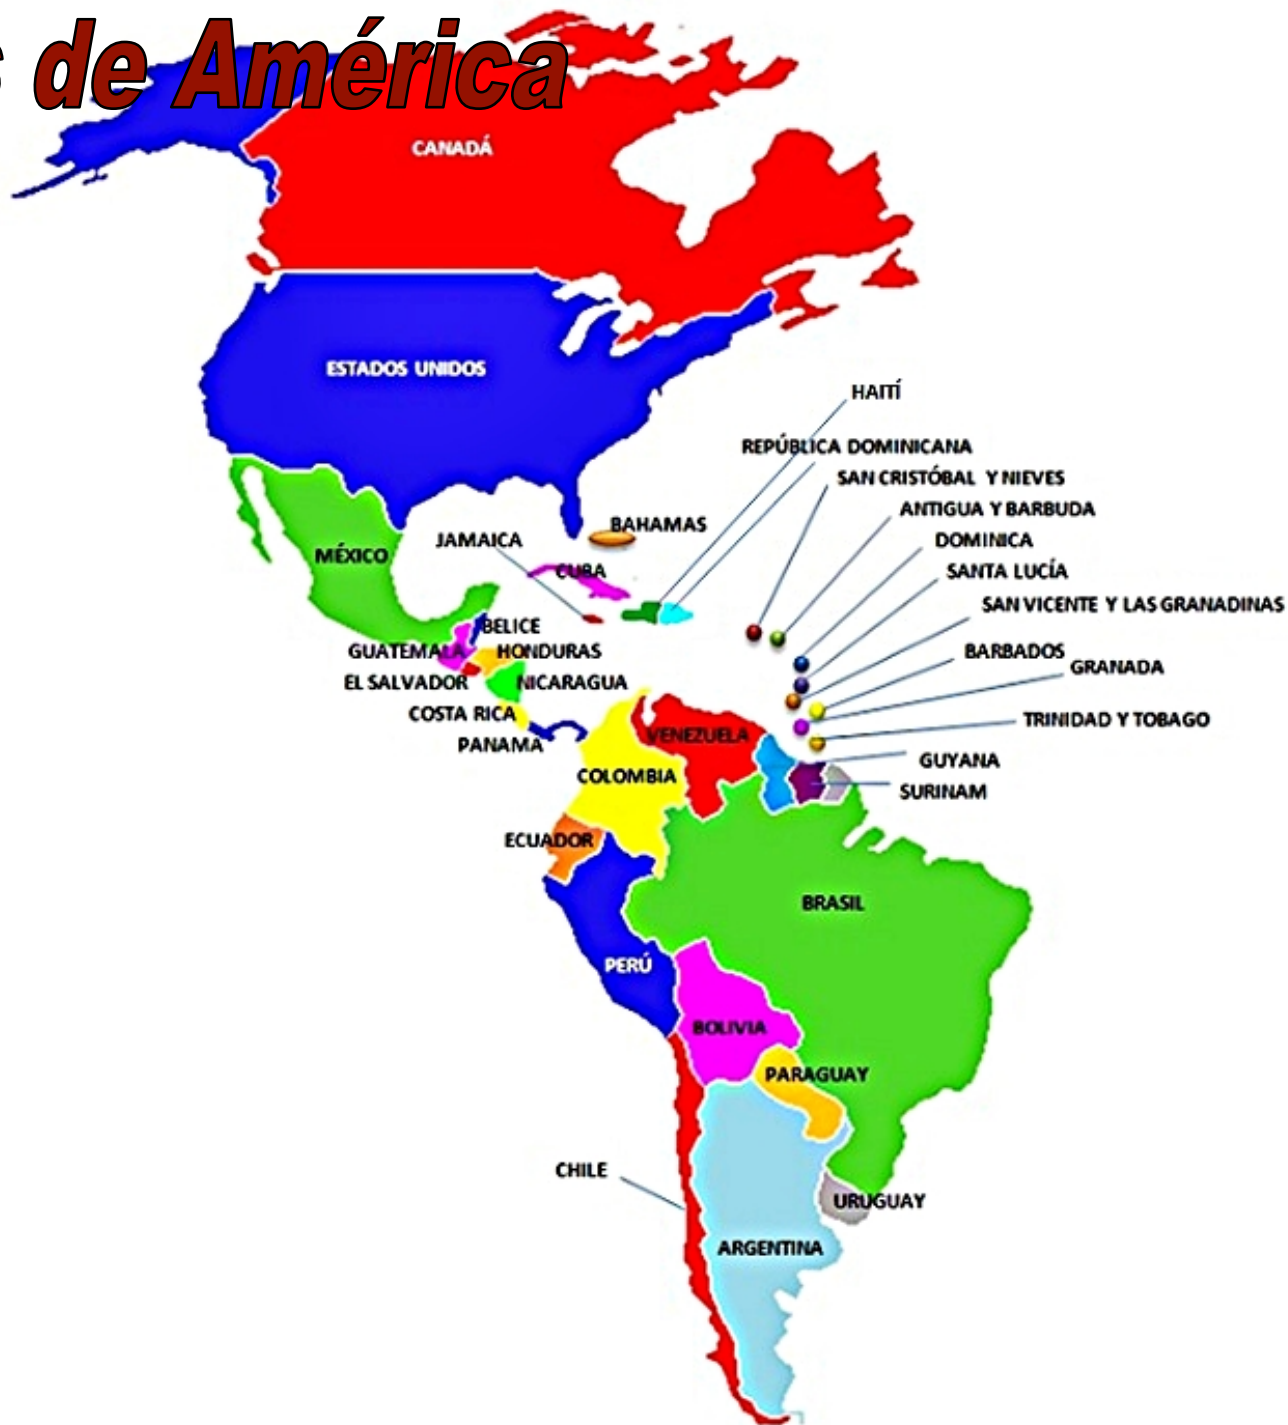 de América
CANADÁ
ESTADOS UNIDOS
HAITÍ
REPÚBLICA DOMINICANA
SAN CRISTÓBAL Y NIEVES
ANTIGUA Y BARBUDA
BAHAMAS
JAMAICA
DOMINICA
MÉXICO
CUBA
SANTA LUCÍA
SAN VICENTE Y LAS GRANADINAS
BELICE
GUATEMALA
HONDURAS
BARBADOS
GRANADA
EL SALVADOR
NICARAGUA
COSTA RICA
TRINIDAD Y TOBAGO
PANAMA
VENEZUELA
GUYANA
COLOMBIA
SURINAM
ECUADOR
BRASIL
PERÚ
BOLIVIA
PARAGUAY
CHILE
URUGUAY
ARGENTINA